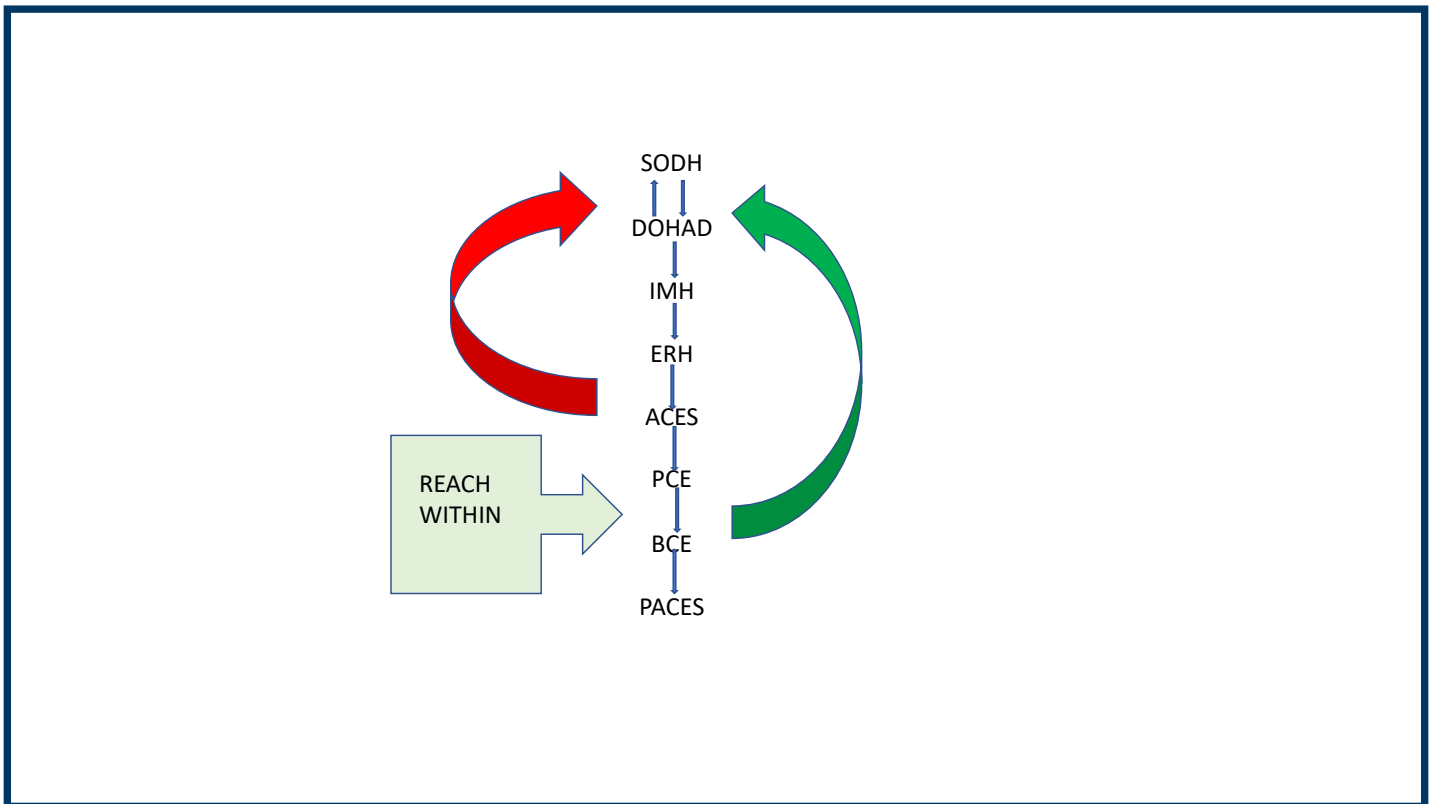 SODH
DOHAD
IMH
ERH
ACES
PCE
REACH
WITHIN
BCE
PACES